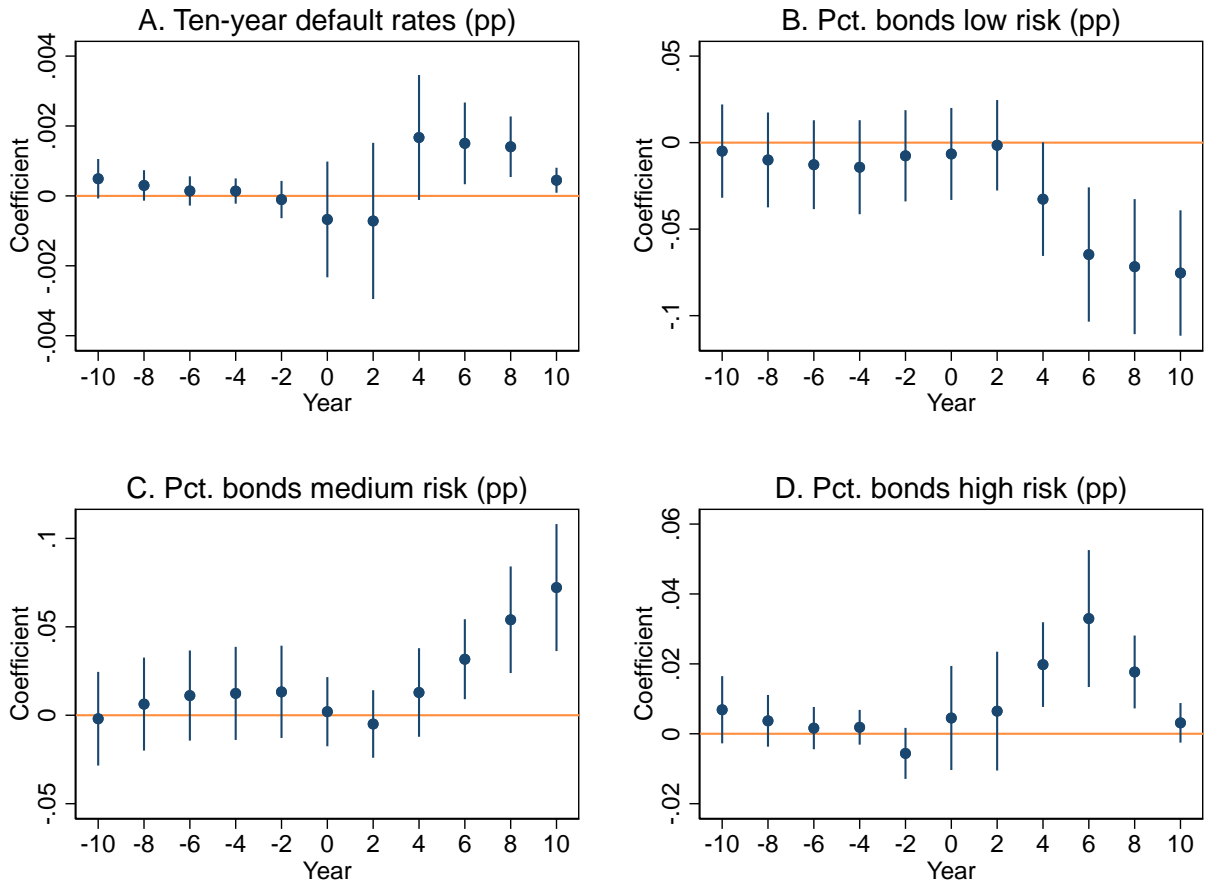 A. Ten-year default rates (pp)
Coefficient
.004
.002
0
-.002
-.004
-10 -8 -6 -4 -2 0 2 4 6 8 10
Year
B. Pct. bonds low risk (pp)
Coefficient
.05
0
-.05
-.1
-10 -8 -6 -4 -2 0 2 4 6 8 10
Year
C. Pct. bonds medium risk (pp)
Coefficient
.1
.05
0
-.05
-10 -8 -6 -4 -2 0 2 4 6 8 10
Year
D. Pct. bonds high risk (pp)
Coefficient
.06
.04
.02
0
-.02
-10 -8 -6 -4 -2 0 2 4 6 8 10
Year